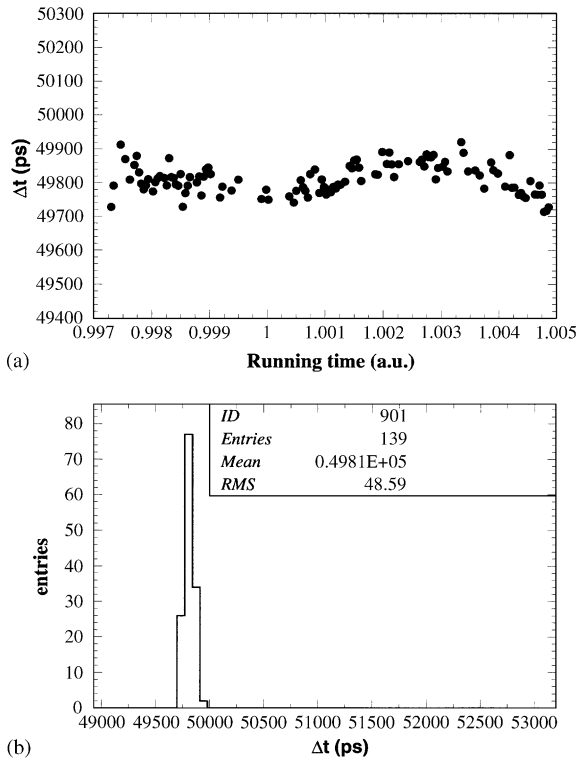 50300
50200
50100
50000
49900
49800
49700
49600
49500
49400
Δt (ps)
0.997 0.998 0.999 1 1.001 1.002 1.003 1.004 1.005
(a) Running time (a.u.)
80
70
60
50
40
30
20
10
0
entries
ID 901
Entries 139
Mean 0.4981E+05
RMS 48.59
49000 49500 50000 50500 51000 51500 52000 52500 53000
(b) Δt (ps)